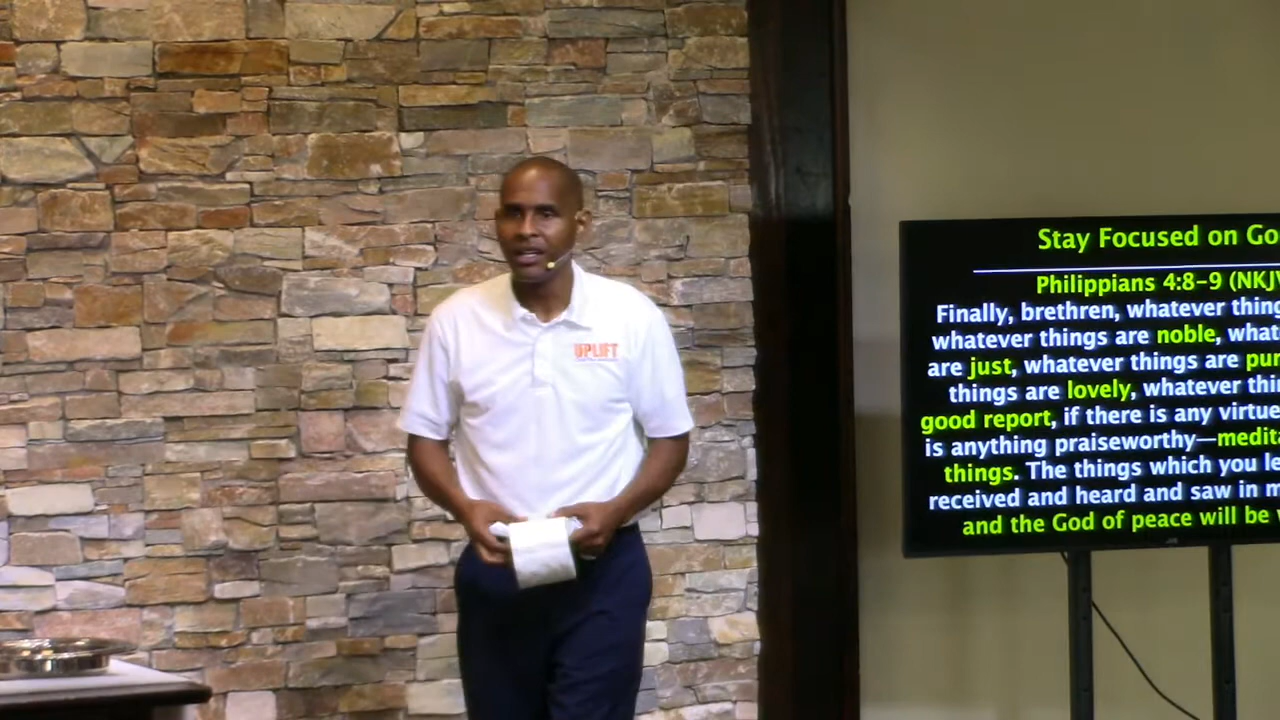 UPLIFT
Stay Focused on Go
Philippians 4:8-9 (NKJV
Finally, brethren, whatever thing
whatever things are noble, what
are just, whatever things are pur
things are lovely, whatever thin
good report, if there is any virtue
is anything praiseworthy—medita
things. The things which you le
received and heard and saw in m
and the God of peace will be w